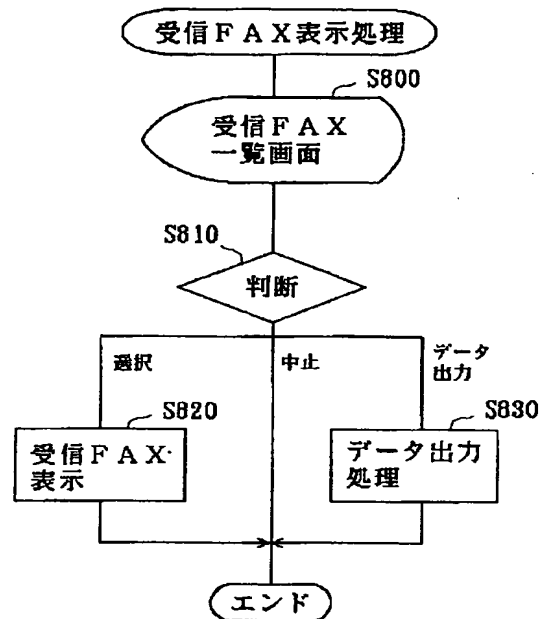 受信ＦＡＸ表示処理
S800
受信ＦＡＸ
一覧画面
S810
判断
選択
中止
データ
出力
S820
受信ＦＡＸ
表示
S830
データ出力
処理
エンド